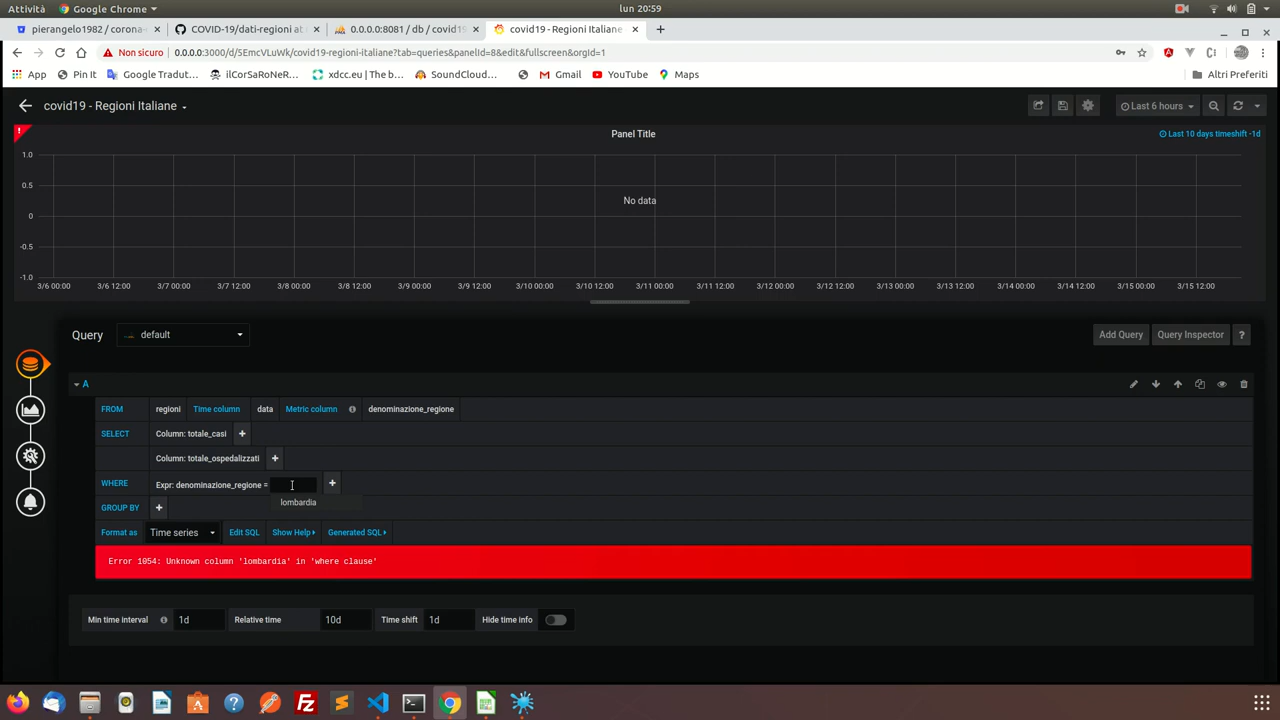 Attività
Google Chrome
lun 20:59
pierangelo1982 / corona-
COVID-19/dati-regioni at
0.0.0.0:8081 / db / covid19
covid19 - Regioni Italiane
Non sicuro
0.0.0.0:3000/d/5EmcVLuWk/covid19-regioni-italiane?tab=queries&panelId=8&edit&fullscreen&orgId=1
App
Pin It
Google Tradut...
ilCorSaRoNeR...
xdcc.eu | The b...
SoundCloud...
Gmail
YouTube
Maps
Altri Preferiti
covid19 - Regioni Italiane
Last 6 hours
Panel Title
Last 10 days timeshift -1d
1.0
0.5
0
-0.5
-1.0
No data
3/6 00:00 3/6 12:00 3/7 00:00 3/7 12:00 3/8 00:00 3/8 12:00 3/9 00:00 3/9 12:00 3/10 00:00 3/10 12:00 3/11 00:00 3/11 12:00 3/12 00:00 3/12 12:00 3/13 00:00 3/13 12:00 3/14 00:00 3/14 12:00 3/15 00:00 3/15 12:00
Query
default
Add Query
Query Inspector
?
A
FROM regioni Time column data Metric column denominazione_regione
SELECT Column: totale_casi +
Column: totale_ospedalizzati +
WHERE Expr: denominazione_regione = +
lombardia
GROUP BY +
Format as Time series Edit SQL Show Help Generated SQL
Error 1054: Unknown column 'lombardia' in 'where clause'
Min time interval 1d Relative time 10d Time shift 1d Hide time info